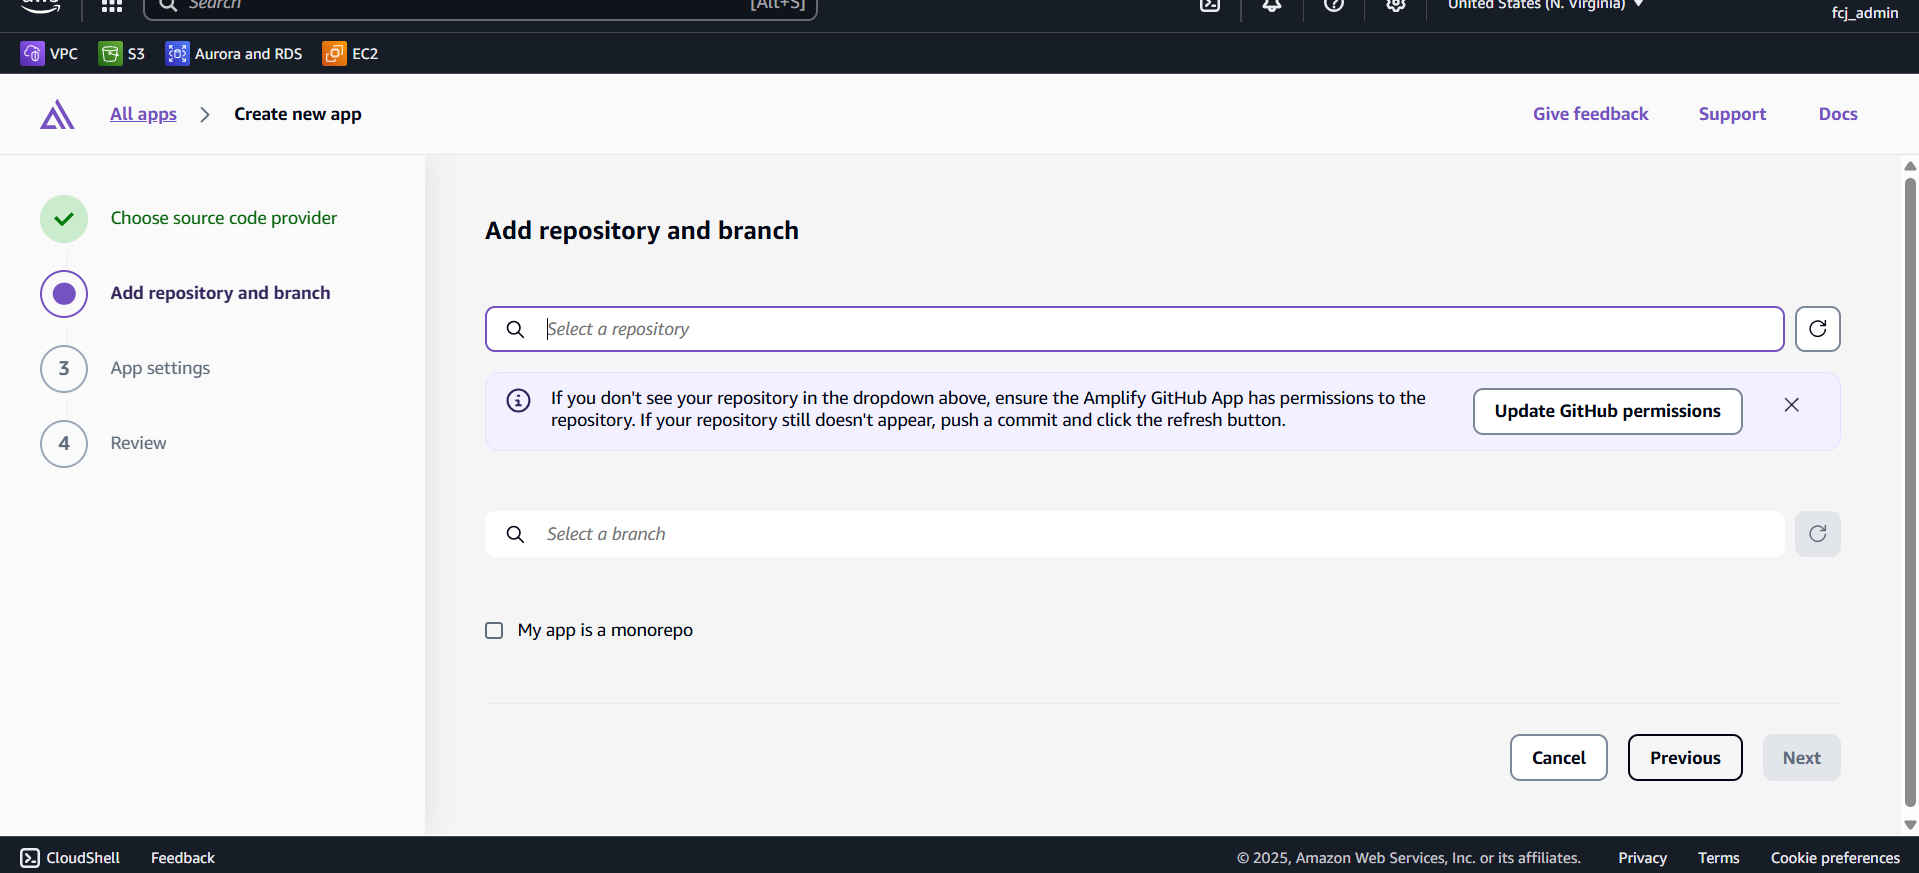 aws
Search
[Alt+S]
United States (N. Virginia)
fcj_admin
VPC
S3
Aurora and RDS
EC2
All apps
Create new app
Give feedback
Support
Docs
Choose source code provider
Add repository and branch
3
App settings
4
Review
Add repository and branch
Select a repository
If you don't see your repository in the dropdown above, ensure the Amplify GitHub App has permissions to the
repository. If your repository still doesn't appear, push a commit and click the refresh button.
Update GitHub permissions
Select a branch
My app is a monorepo
Cancel
Previous
Next
CloudShell
Feedback
© 2025, Amazon Web Services, Inc. or its affiliates.
Privacy
Terms
Cookie preferences